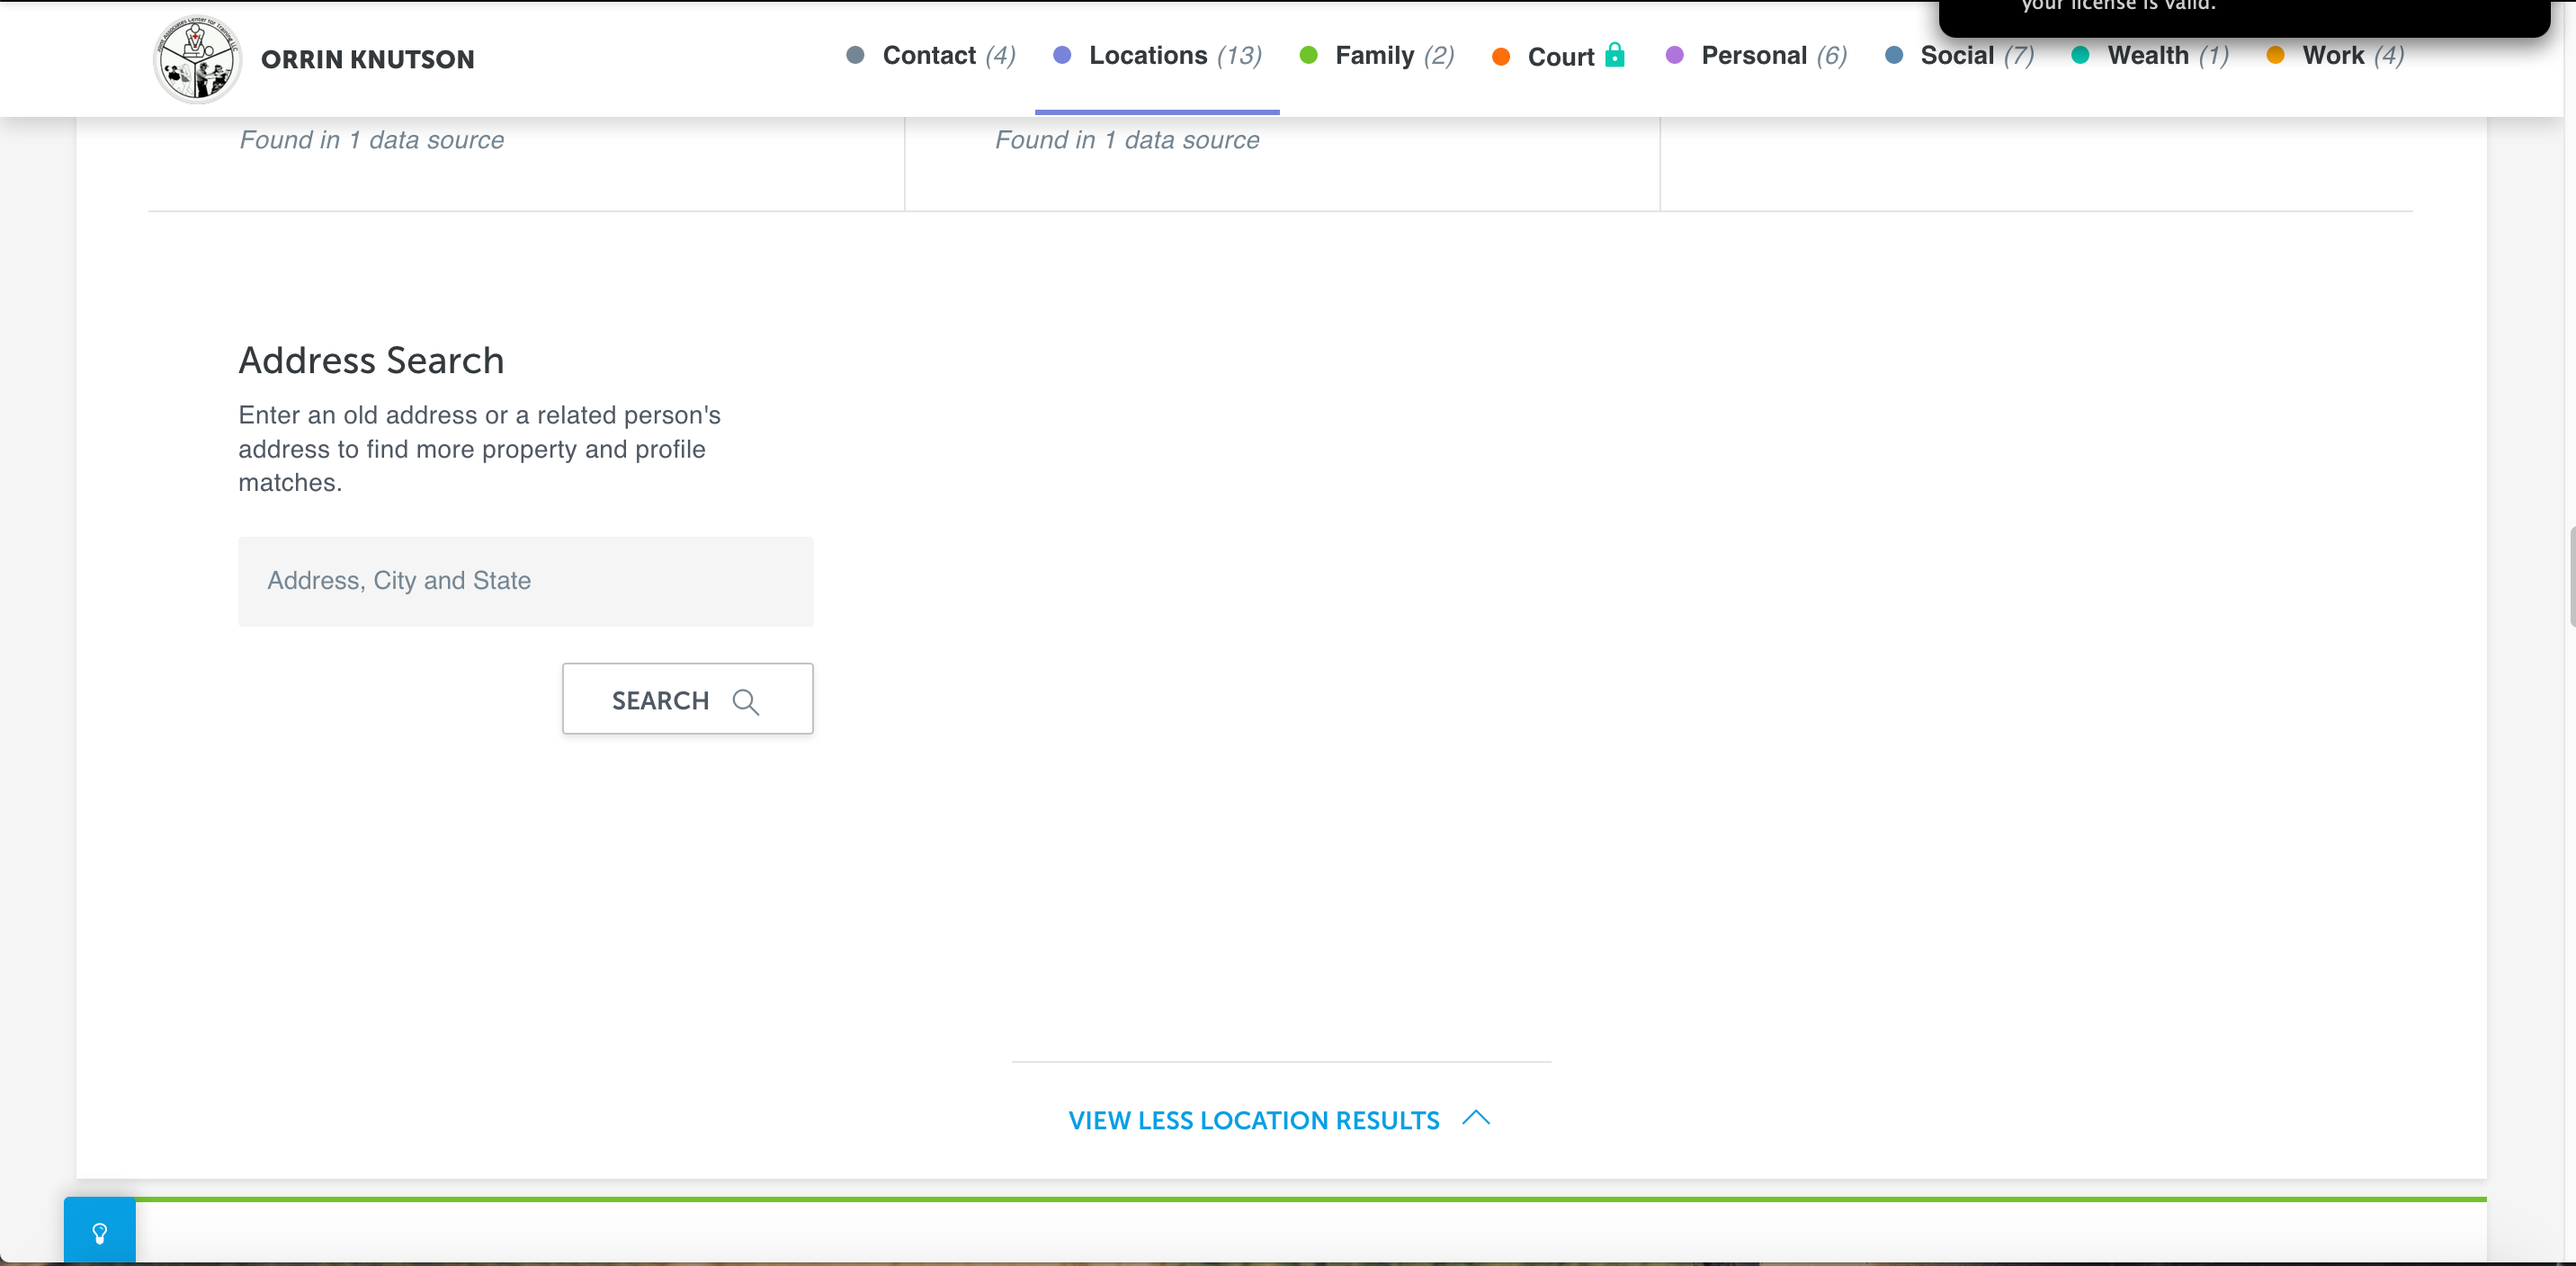 your license is valid.
ORRIN KNUTSON
Contact (4) Locations (13) Family (2) Court Personal (6) Social (7) Wealth (1) Work (4)
Found in 1 data source Found in 1 data source
Address Search
Enter an old address or a related person's
address to find more property and profile
matches.
Address, City and State
SEARCH
VIEW LESS LOCATION RESULTS